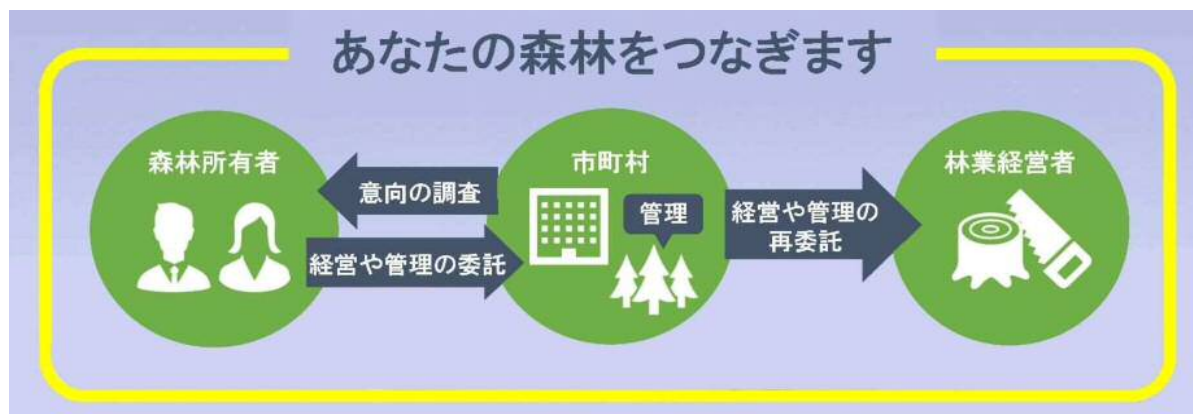 あなたの森林をつなぎます
森林所有者
意向の調査
経営や管理の委託
市町村
管理
経営や管理の
再委託
林業経営者